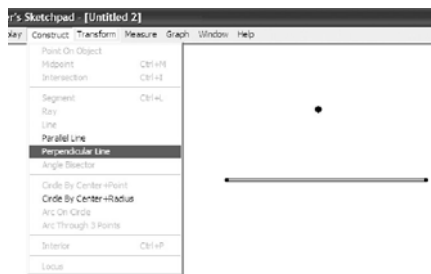 r's Sketchpad - [Untitled 2]
play Construct Transform Measure Graph Window Help
Point On Object
Midpoint Ctrl+M
Intersection Ctrl+I
Segment Ctrl+L
Ray
Line
Parallel Line
Perpendicular Line
Angle Bisector
Circle By Center+Point
Circle By Center+Radius
Arc On Circle
Arc Through 3 Points
Interior Ctrl+P
Locus